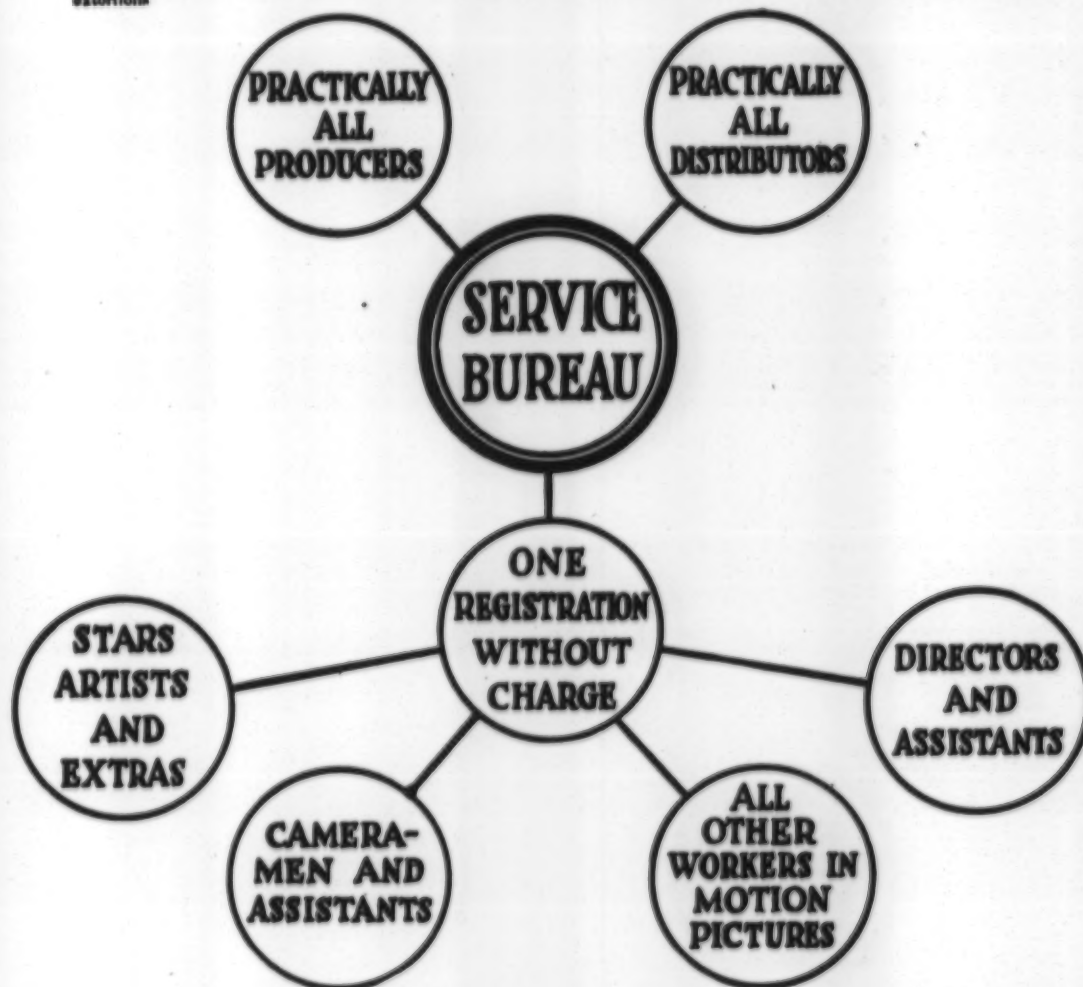 PRACTICALLY
ALL
PRODUCERS
PRACTICALLY
ALL
DISTRIBUTORS
SERVICE
BUREAU
ONE
REGISTRATION
WITHOUT
CHARGE
STARS
ARTISTS
AND
EXTRAS
CAMERA-
MEN AND
ASSISTANTS
ALL
OTHER
WORKERS IN
MOTION
PICTURES
DIRECTORS
AND
ASSISTANTS